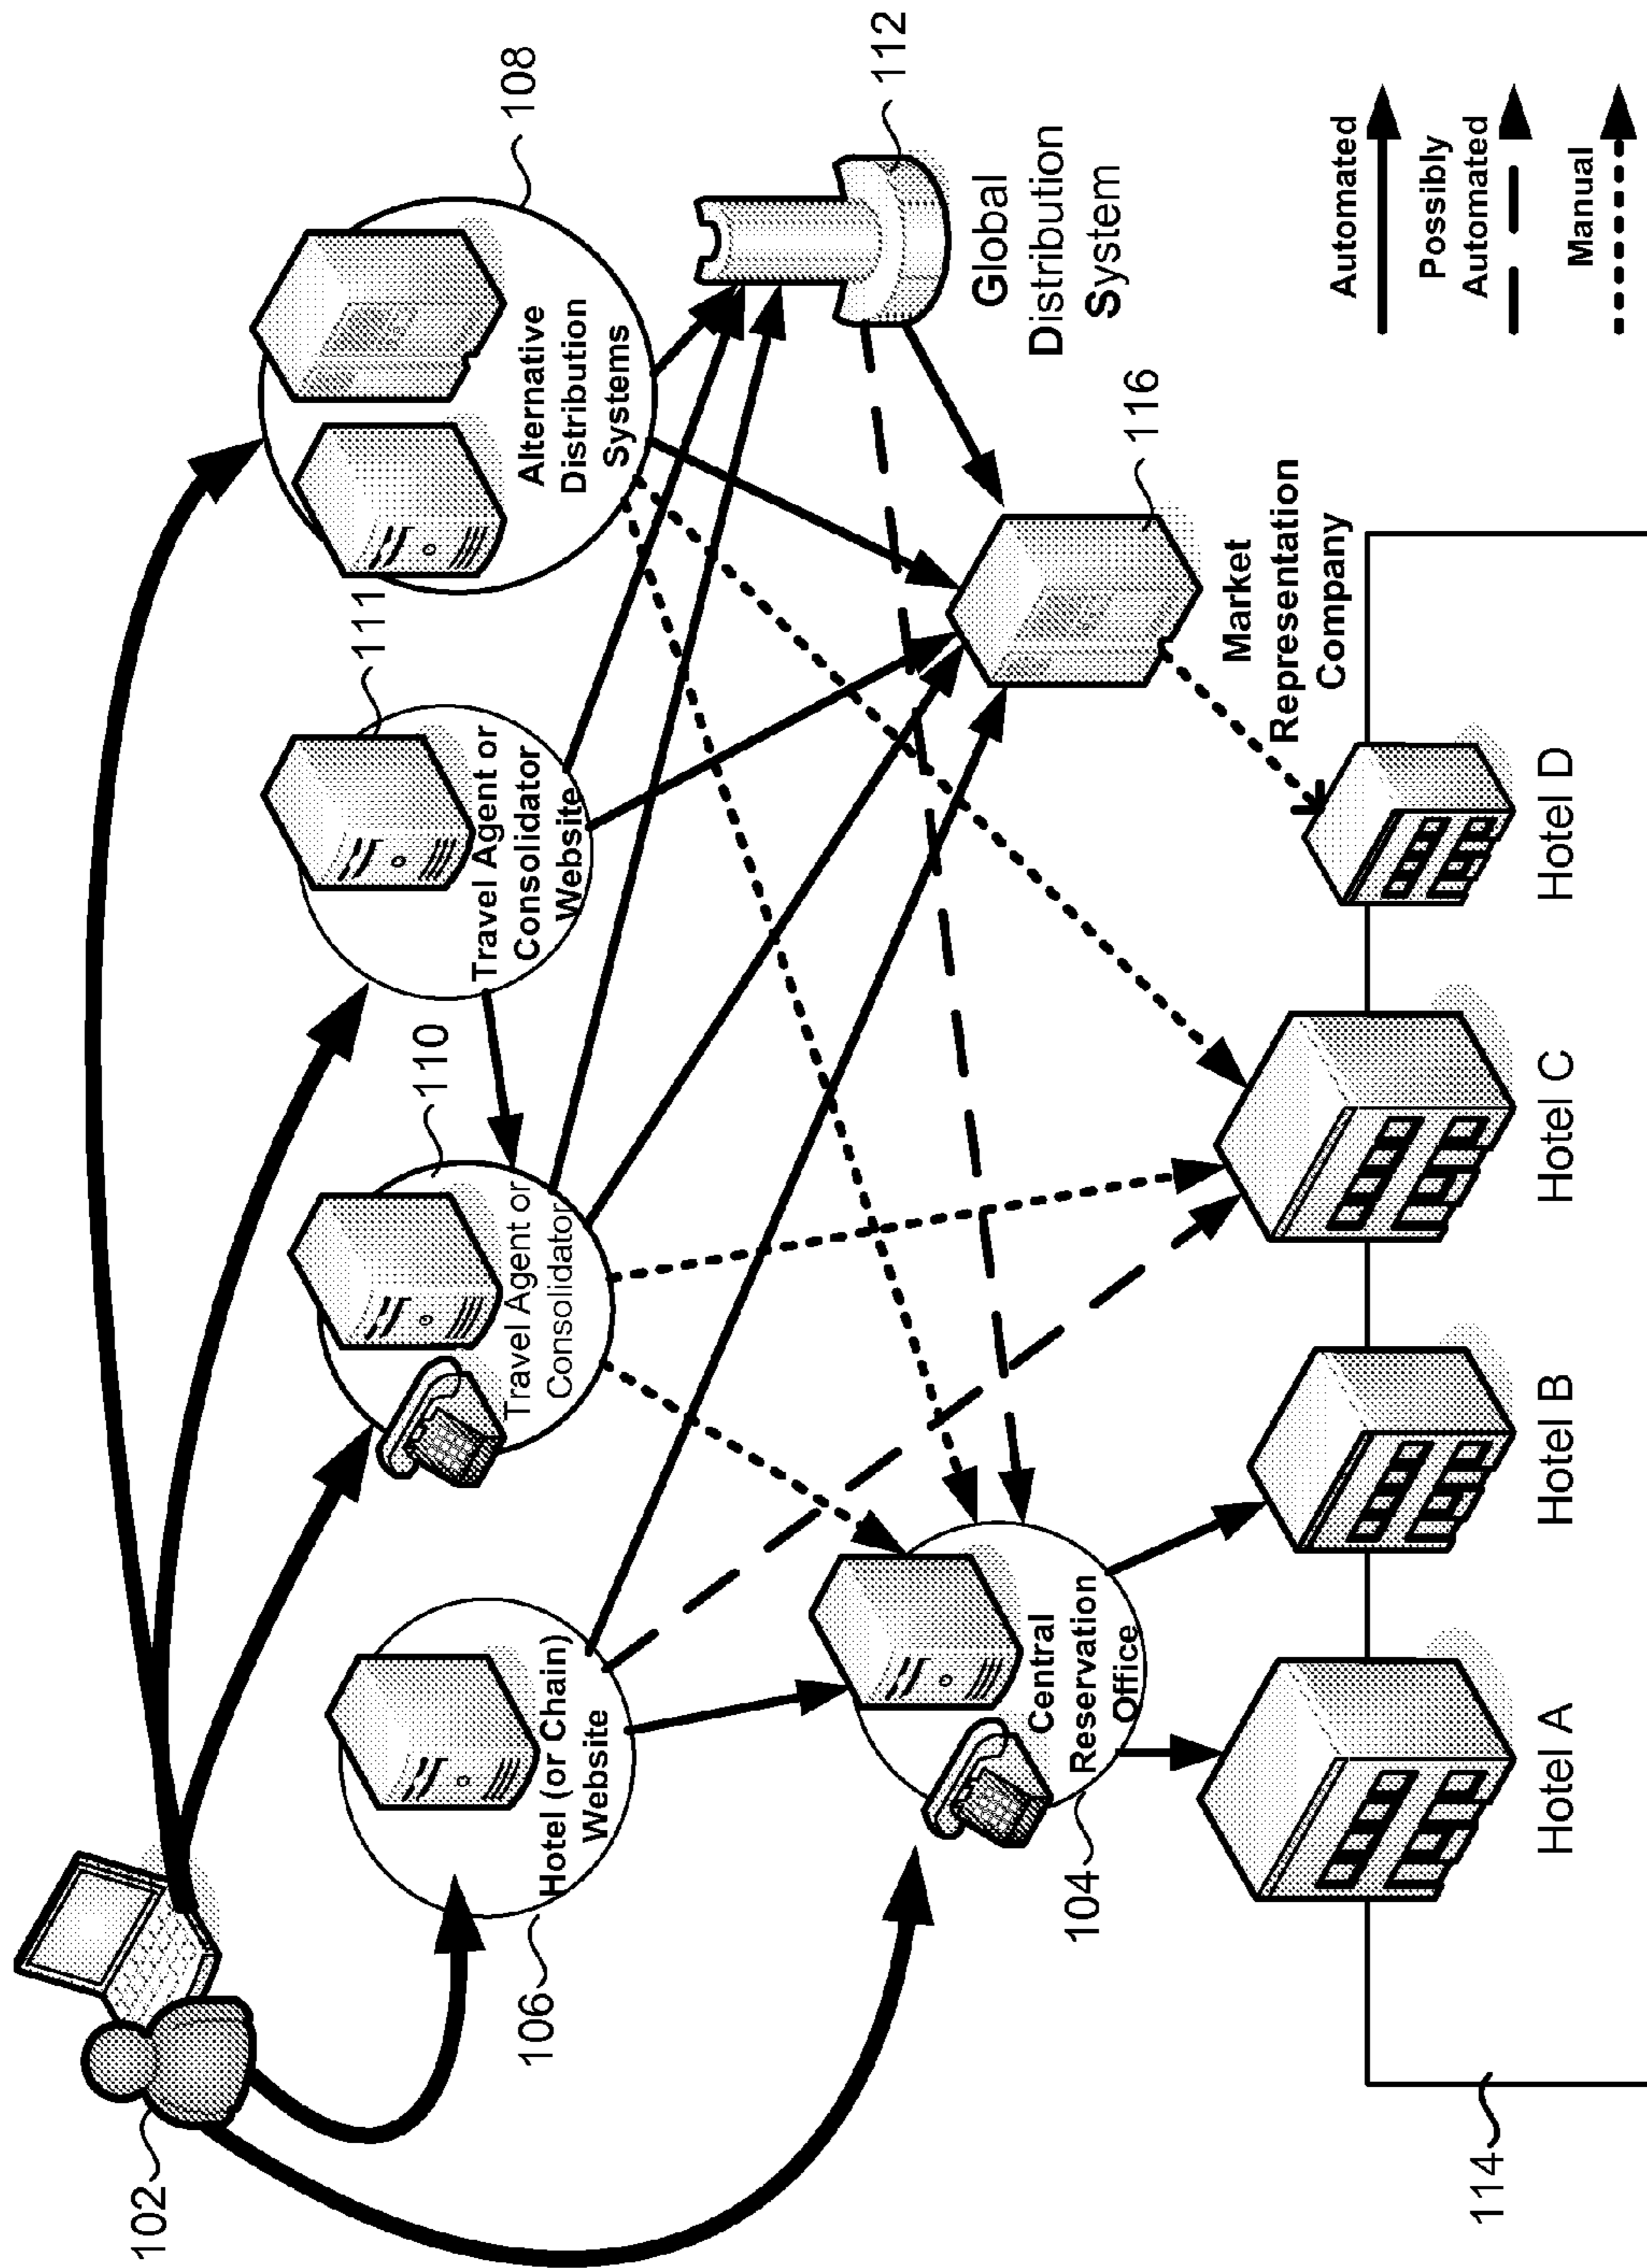 102
108
111
110
112
Alternative
Distribution
Systems
Travel Agent or
Consolidator
Website
Travel Agent or
Consolidator
Hotel (or Chain)
Website
106
Global
Distribution
System
116
Market
Representation
Company
Central
Reservation
Office
104
Automated
Possibly
Automated
Manual
Hotel A
Hotel B
Hotel C
Hotel D
114